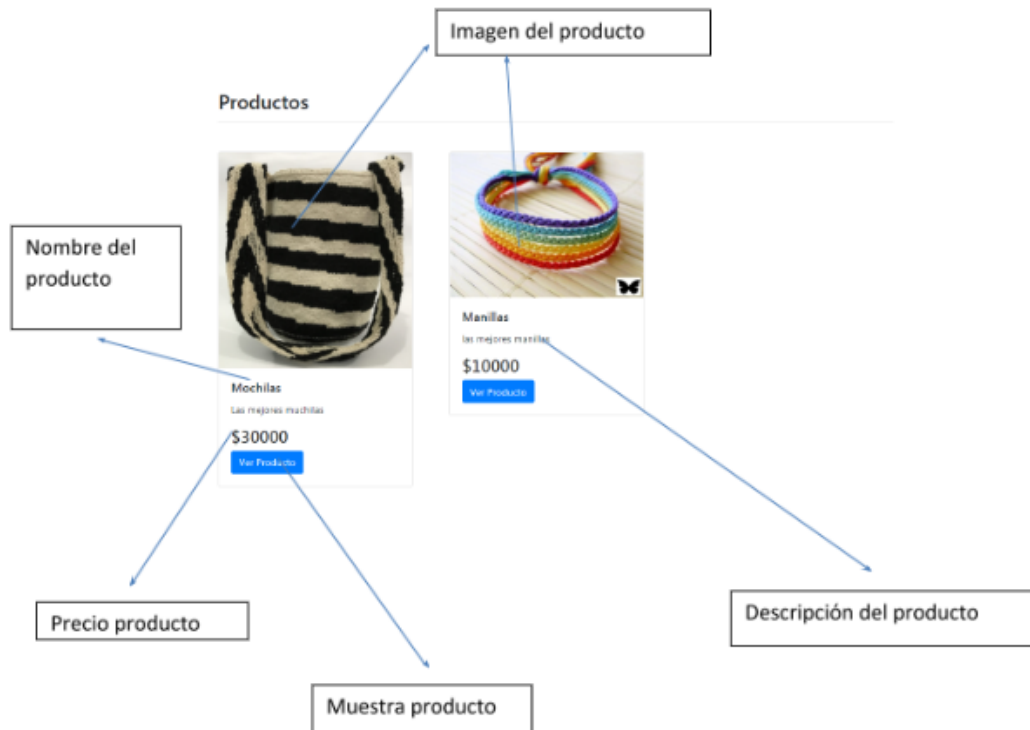 Imagen del producto
Productos
Nombre del
producto
Mochilas
Las mejores muchilas
$30000
Ver Producto
Manillas
las mejores manillas
$10000
Ver Producto
Precio producto
Descripción del producto
Muestra producto